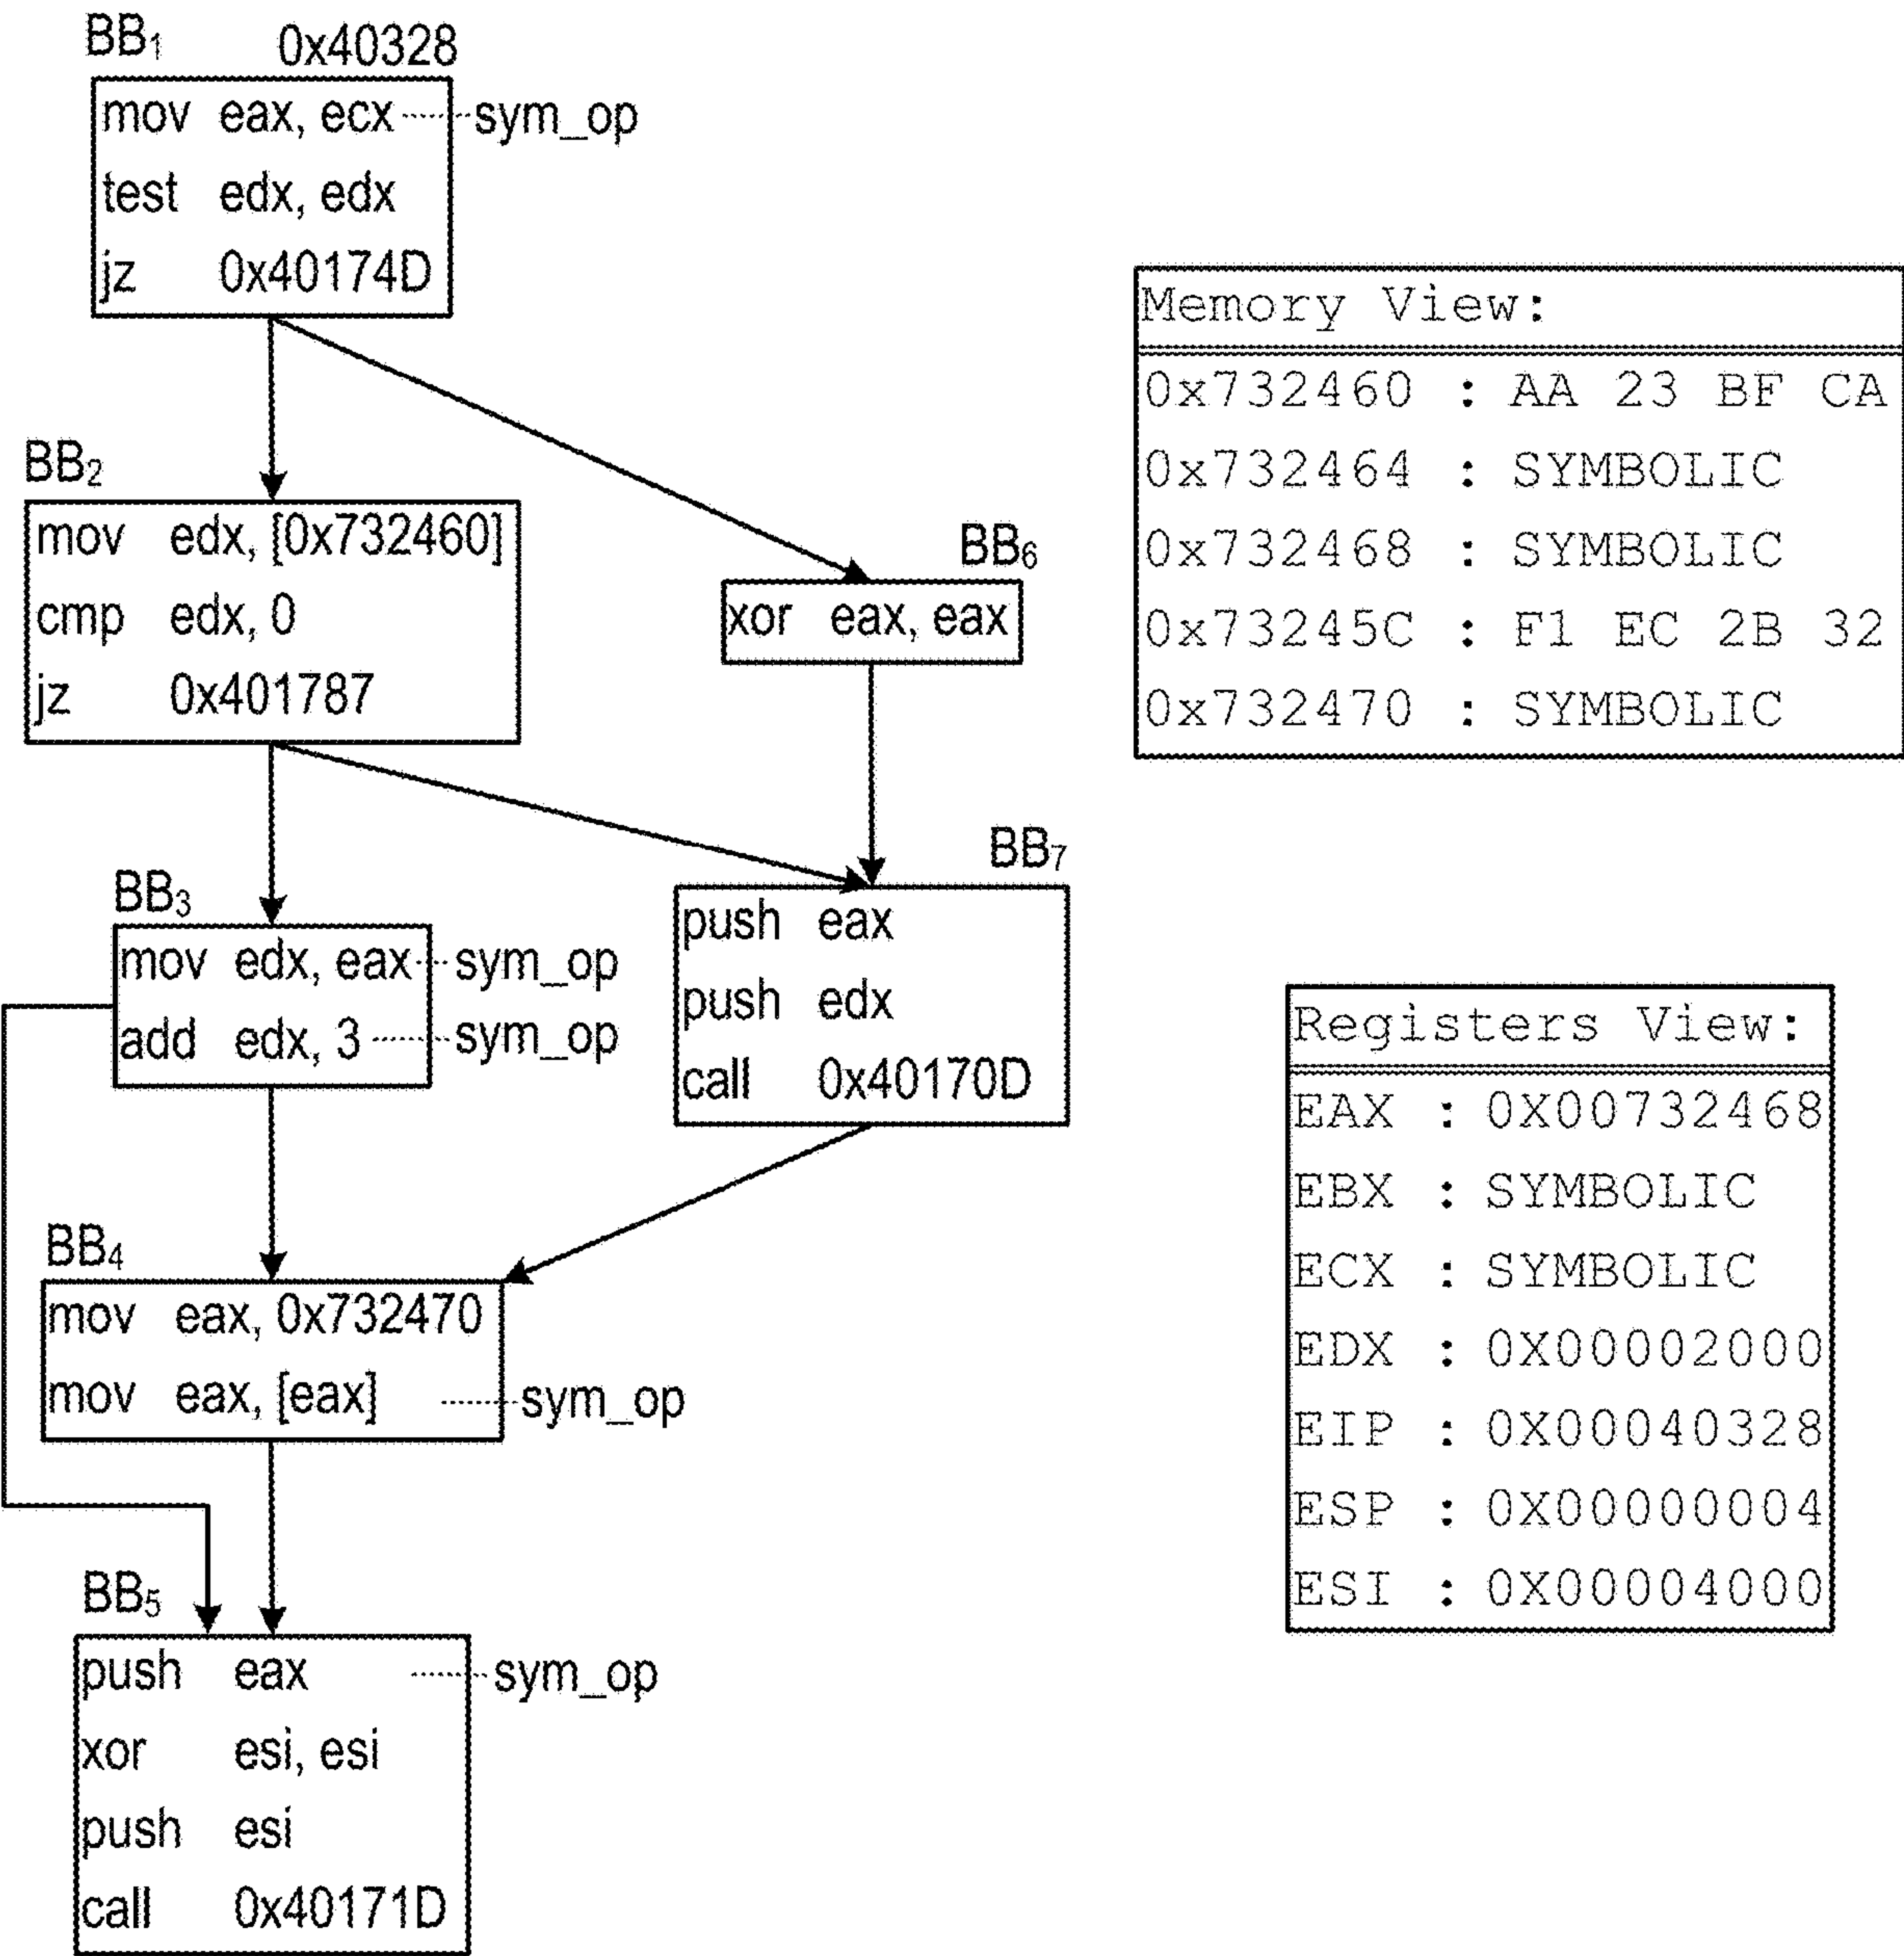 BB1 0x40328
mov eax, ecx sym_op
test edx, edx
jz 0x40174D
BB2
mov edx, [0x732460]
cmp edx, 0
jz 0x401787
BB6
xor eax, eax
BB3
mov edx, eax sym_op
add edx, 3 sym_op
BB7
push eax
push edx
call 0x40170D
BB4
mov eax, 0x732470
mov eax, [eax] sym_op
BB5
push eax sym_op
xor esi, esi
push esi
call 0x40171D
Memory View:
0x732460 : AA 23 BF CA
0x732464 : SYMBOLIC
0x732468 : SYMBOLIC
0x73245C : F1 EC 2B 32
0x732470 : SYMBOLIC
Registers View:
EAX : 0X00732468
EBX : SYMBOLIC
ECX : SYMBOLIC
EDX : 0X00002000
EIP : 0X00040328
ESP : 0X00000004
ESI : 0X00004000